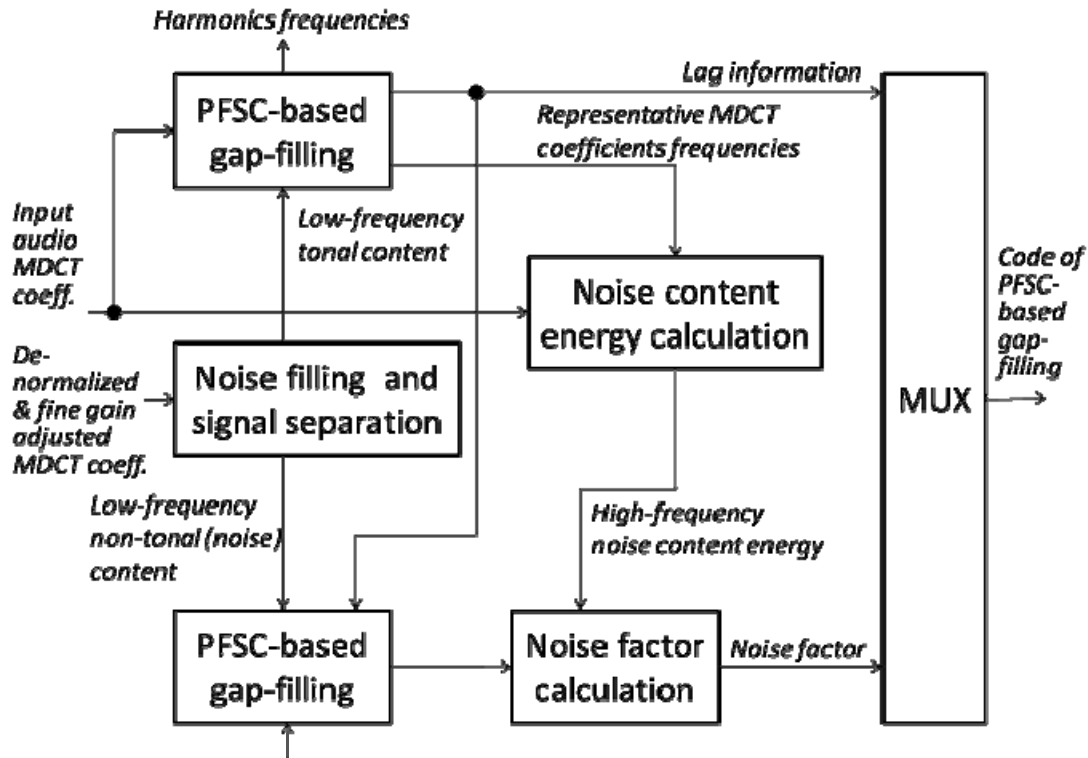 Harmonics frequencies
PFSC-based
gap-filling
Lag information
Representative MDCT
coefficients frequencies
Input
audio
MDCT
coeff.
Low-frequency
tonal content
Noise content
energy calculation
Code of
PFSC-
based
gap-
filling
De-
normalized
& fine gain
adjusted
MDCT coeff.
Noise filling and
signal separation
MUX
Low-frequency
non-tonal (noise)
content
High-frequency
noise content energy
PFSC-based
gap-filling
Noise factor
calculation
Noise factor